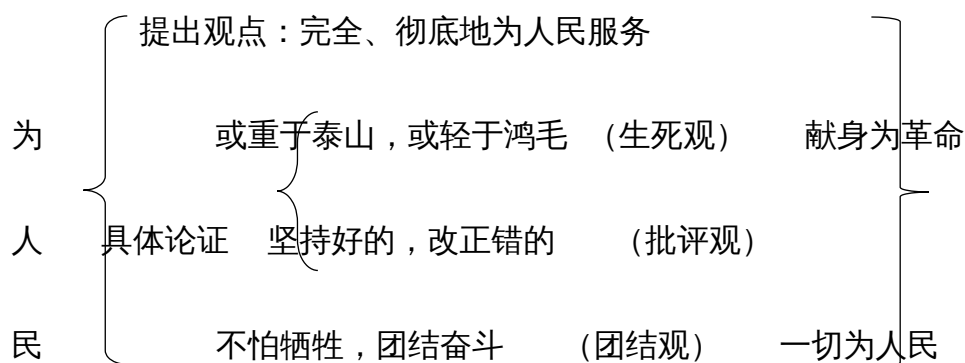 提出观点：完全、彻底地为人民服务
为 或重于泰山，或轻于鸿毛 （生死观） 献身为革命
人 具体论证 坚持好的，改正错的 （批评观）
民 不怕牺牲，团结奋斗 （团结观） 一切为人民